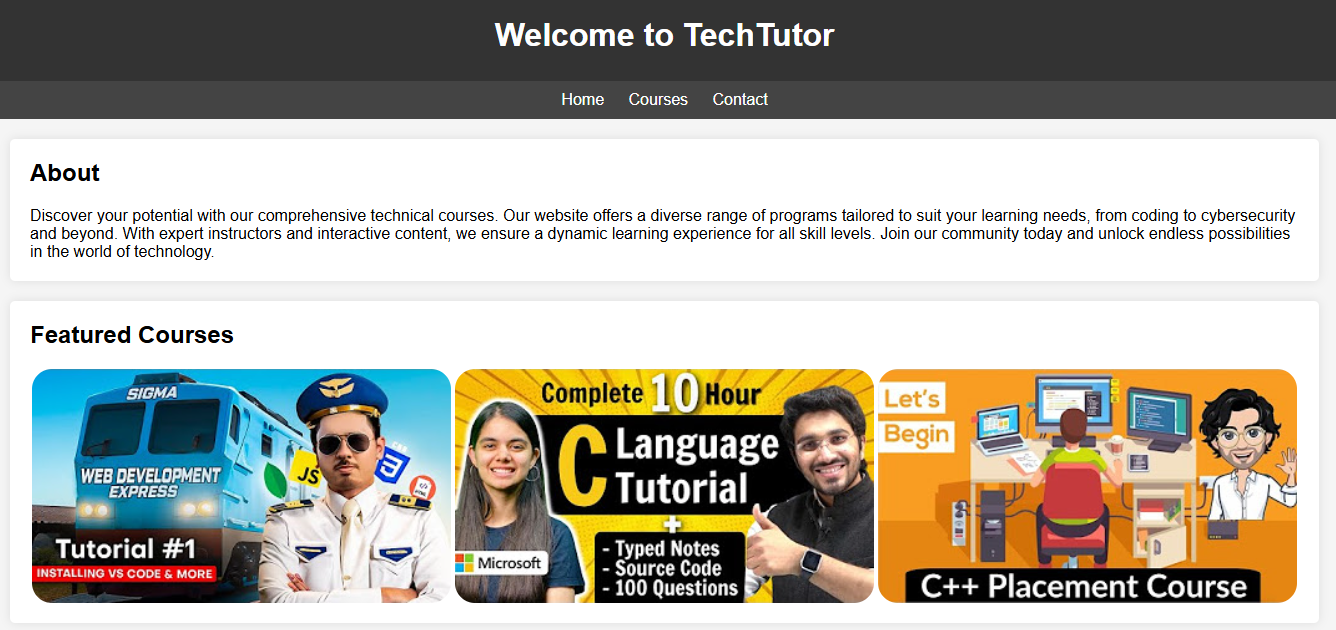 Welcome to TechTutor
Home Courses Contact
About
Discover your potential with our comprehensive technical courses. Our website offers a diverse range of programs tailored to suit your learning needs, from coding to cybersecurity
and beyond. With expert instructors and interactive content, we ensure a dynamic learning experience for all skill levels. Join our community today and unlock endless possibilities
in the world of technology.
Featured Courses
SIGMA
WEB DEVELOPMENT
EXPRESS
JS
CSS
3
HTML
Tutorial #1
INSTALLING VS CODE & MORE
Complete 10 Hour
C Language
Tutorial
+
- Typed Notes
- Source Code
- 100 Questions
Microsoft
Let's
Begin
C++ Placement Course